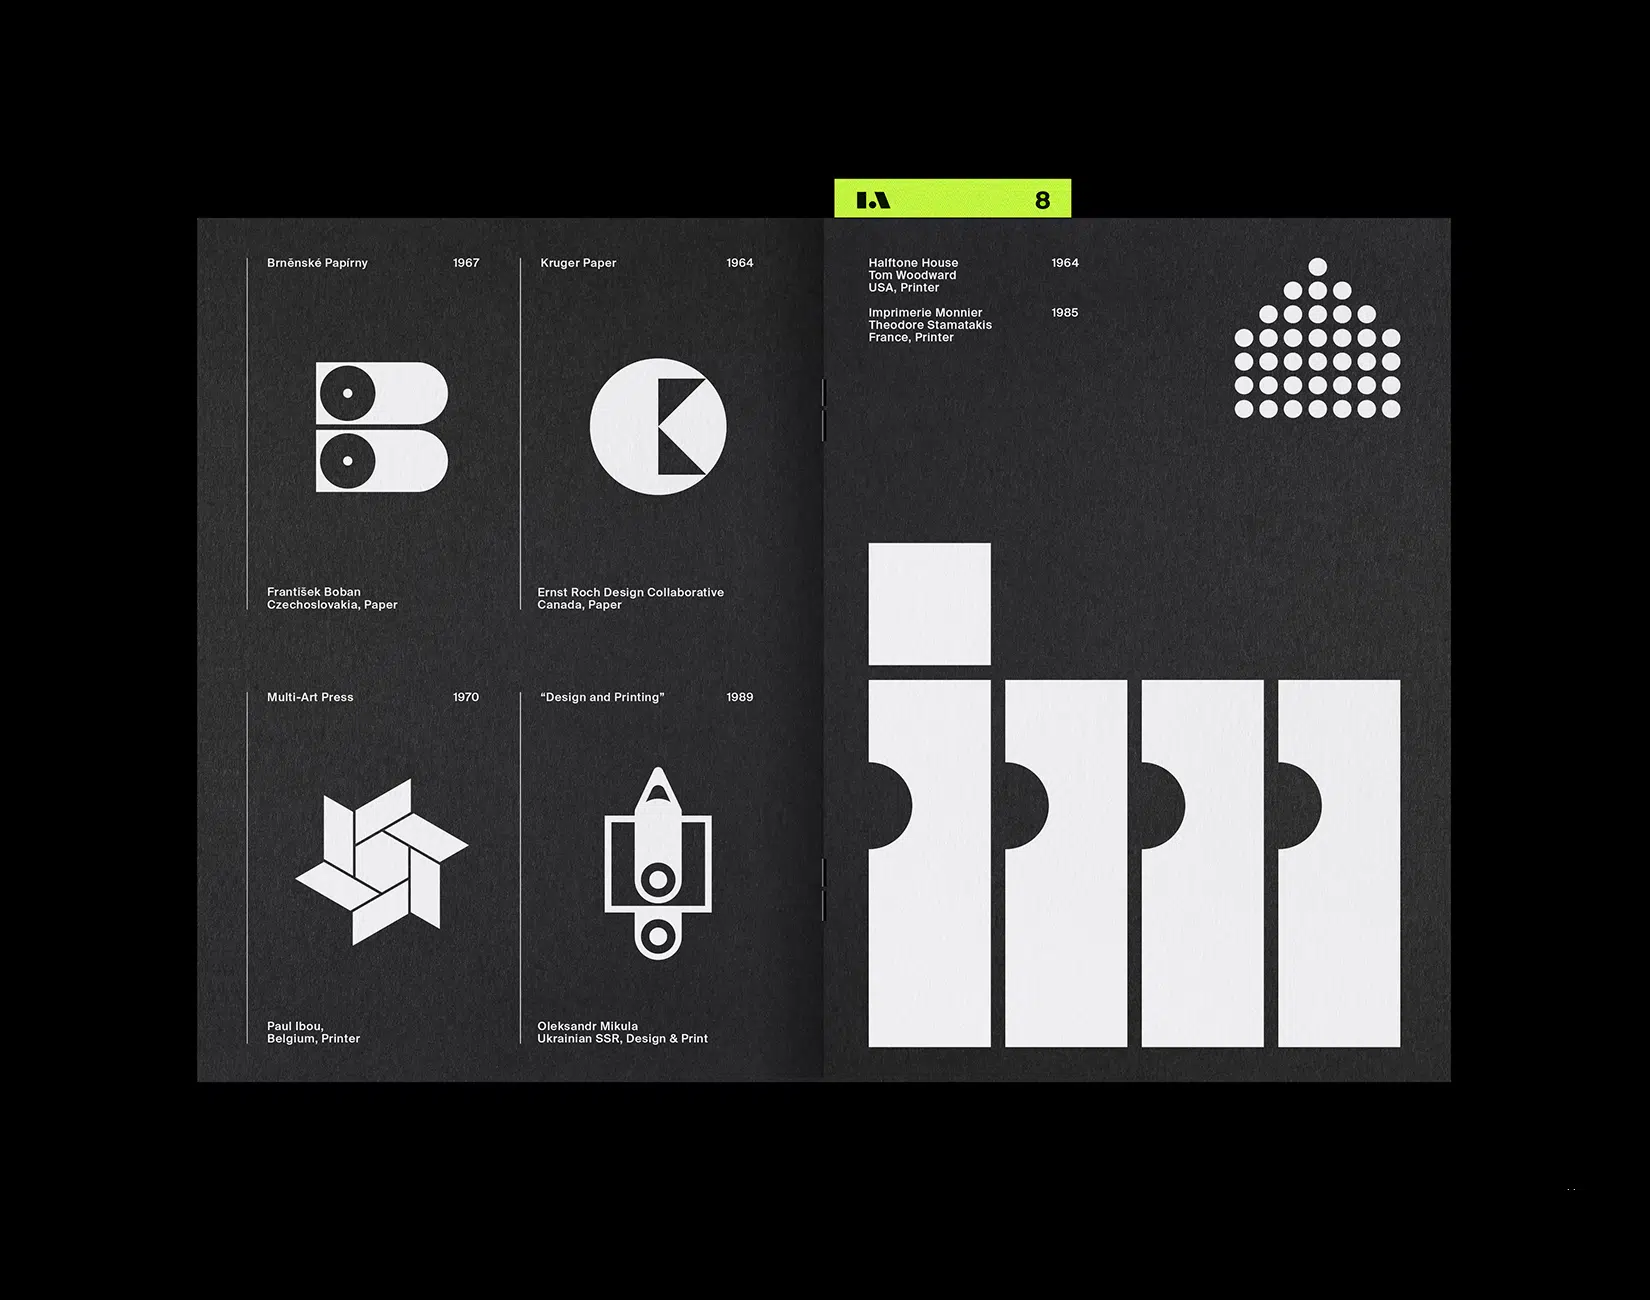 8
Brněnské Papírny 1967
František Boban
Czechoslovakia, Paper
Kruger Paper 1964
Ernst Roch Design Collaborative
Canada, Paper
Multi-Art Press 1970
Paul Ibou,
Belgium, Printer
“Design and Printing” 1989
Oleksandr Mikula
Ukrainian SSR, Design & Print
Halftone House 1964
Tom Woodward
USA, Printer
Imprimerie Monnier 1985
Theodore Stamatakis
France, Printer